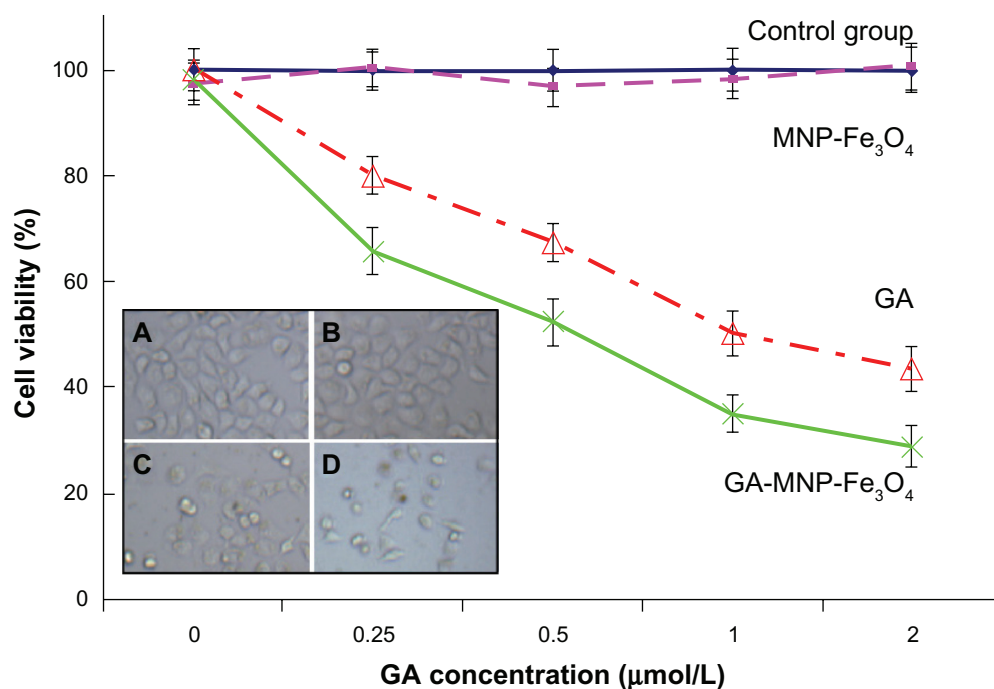 Control group
100
MNP-Fe₃O₄
80
Cell viability (%)
60
GA
A
B
40
C
D
GA-MNP-Fe₃O₄
20
0
0 0.25 0.5 1 2
GA concentration (μmol/L)